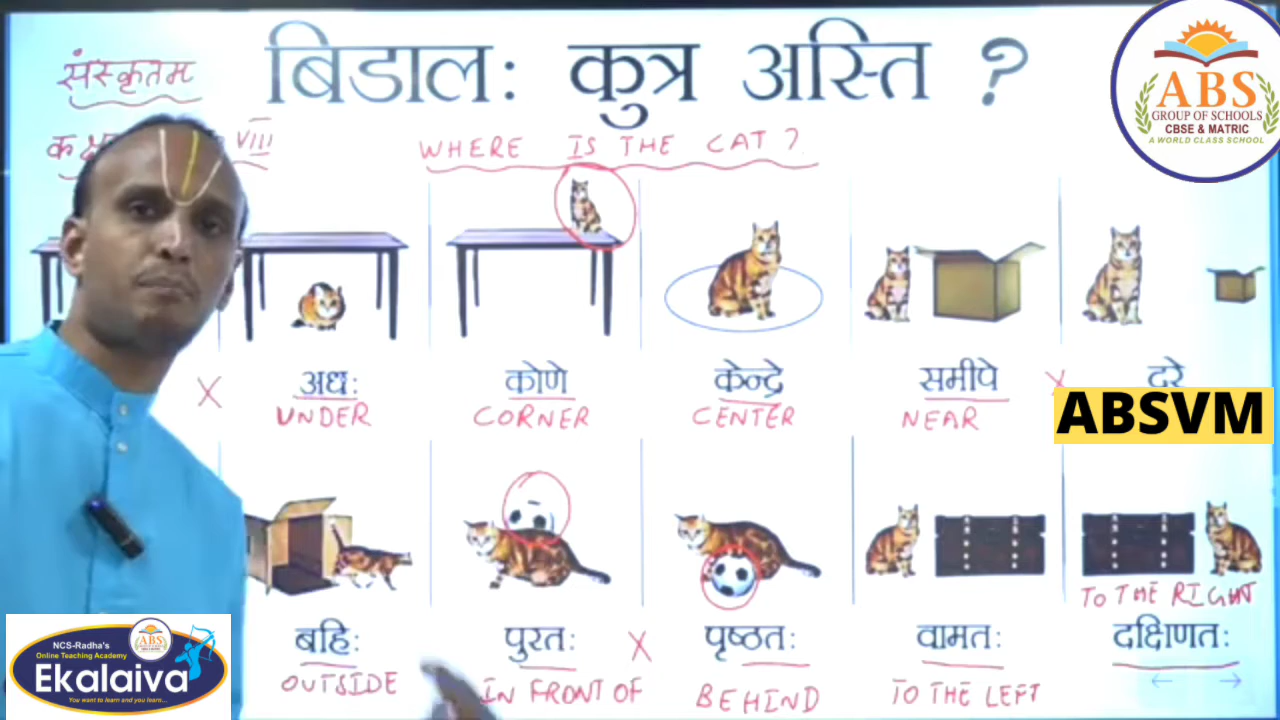 संस्कृतम
बिडालः कुत्र अस्ति ?
VIII
WHERE IS THE CAT ?
ABS
GROUP OF SCHOOLS
CBSE & MATRIC
A WORLD CLASS SCHOOL
X अधः कोणे केन्द्रे समीपे X दूरे
UNDER CORNER CENTER NEAR
ABSVM
TO THE RIGHT
बहिः पुरतः X पृष्ठतः वामतः दक्षिणतः
OUTSIDE IN FRONT OF BEHIND TO THE LEFT
NCS-Radha's
Online Teaching Academy
ABS
Ekalaiva
You want to learn and you learn...